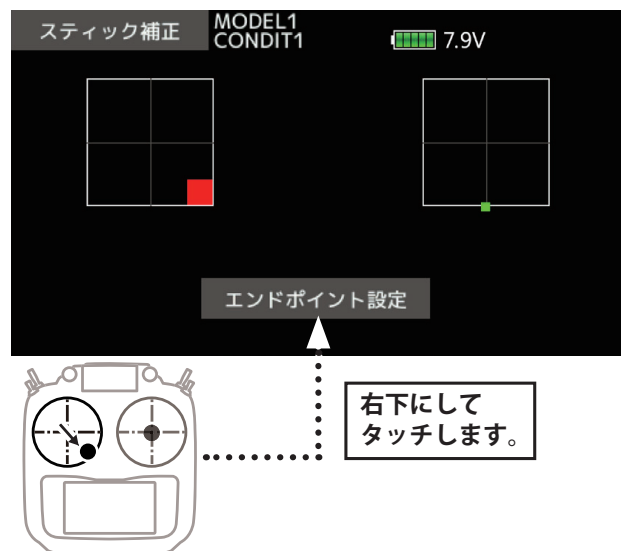 スティック補正
MODEL1
CONDIT1
7.9V
エンドポイント設定
右下にして
タッチします。